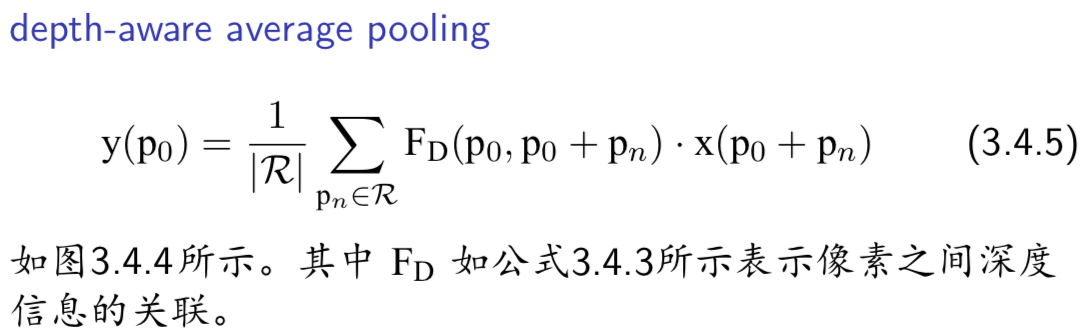 depth-aware average pooling
y(p₀) = 1/|ℛ| ∑_{pₙ∈ℛ} F_D(p₀, p₀ + pₙ) · x(p₀ + pₙ) (3.4.5)
如图3.4.4所示。其中 F_D 如公式3.4.3所示表示像素之间深度
信息的关联。